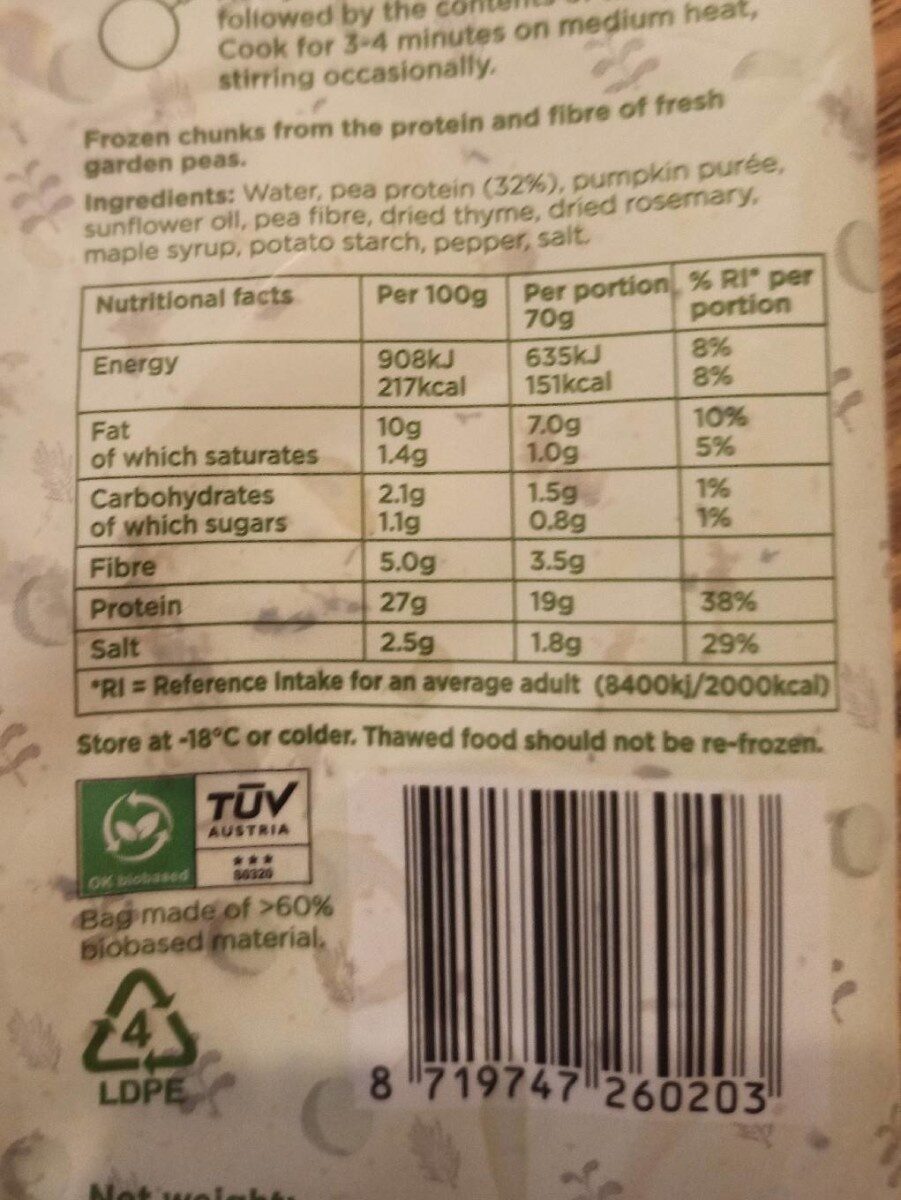 followed by the
Cook for 3-4 minutes on medium heat,
stirring occasionally.
Frozen chunks from the protein and fibre of fresh
garden peas.
Ingredients: Water, pea protein (32%), pumpkin purée,
sunflower oil, pea fibre, dried thyme, dried rosemary,
maple syrup, potato starch, pepper, salt.
Nutritional facts Per 100g Per portion 70g % RI* per portion
Energy 908kJ 635kJ 8%
217kcal 151kcal 8%
Fat 10g 7.0g 10%
of which saturates 1.4g 1.0g 5%
Carbohydrates 2.1g 1.5g 1%
of which sugars 1.1g 0.8g 1%
Fibre 5.0g 3.5g
Protein 27g 19g 38%
Salt 2.5g 1.8g 29%
*RI = Reference Intake for an average adult (8400kj/2000kcal)
Store at -18°C or colder. Thawed food should not be re-frozen.
TÜV
AUSTRIA
OK biobased
Bag made of >60%
biobased material.
4
LDPE
8 719747 260203